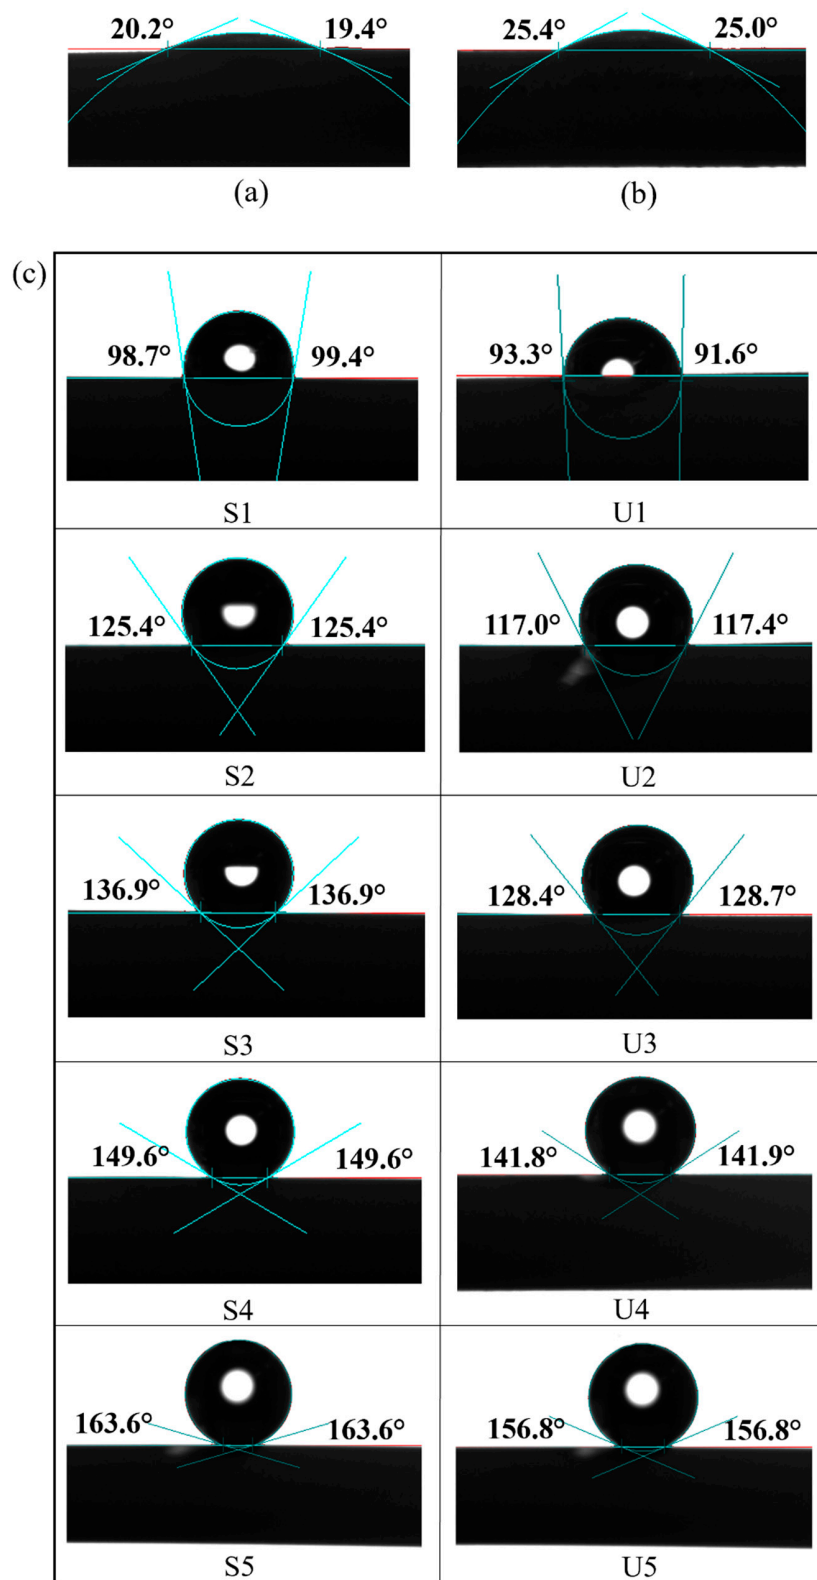 20.2° 19.4° 25.4° 25.0°
(a) (b)
(c)
98.7° 99.4° 93.3° 91.6°
S1 U1
125.4° 125.4° 117.0° 117.4°
S2 U2
136.9° 136.9° 128.4° 128.7°
S3 U3
149.6° 149.6° 141.8° 141.9°
S4 U4
163.6° 163.6° 156.8° 156.8°
S5 U5